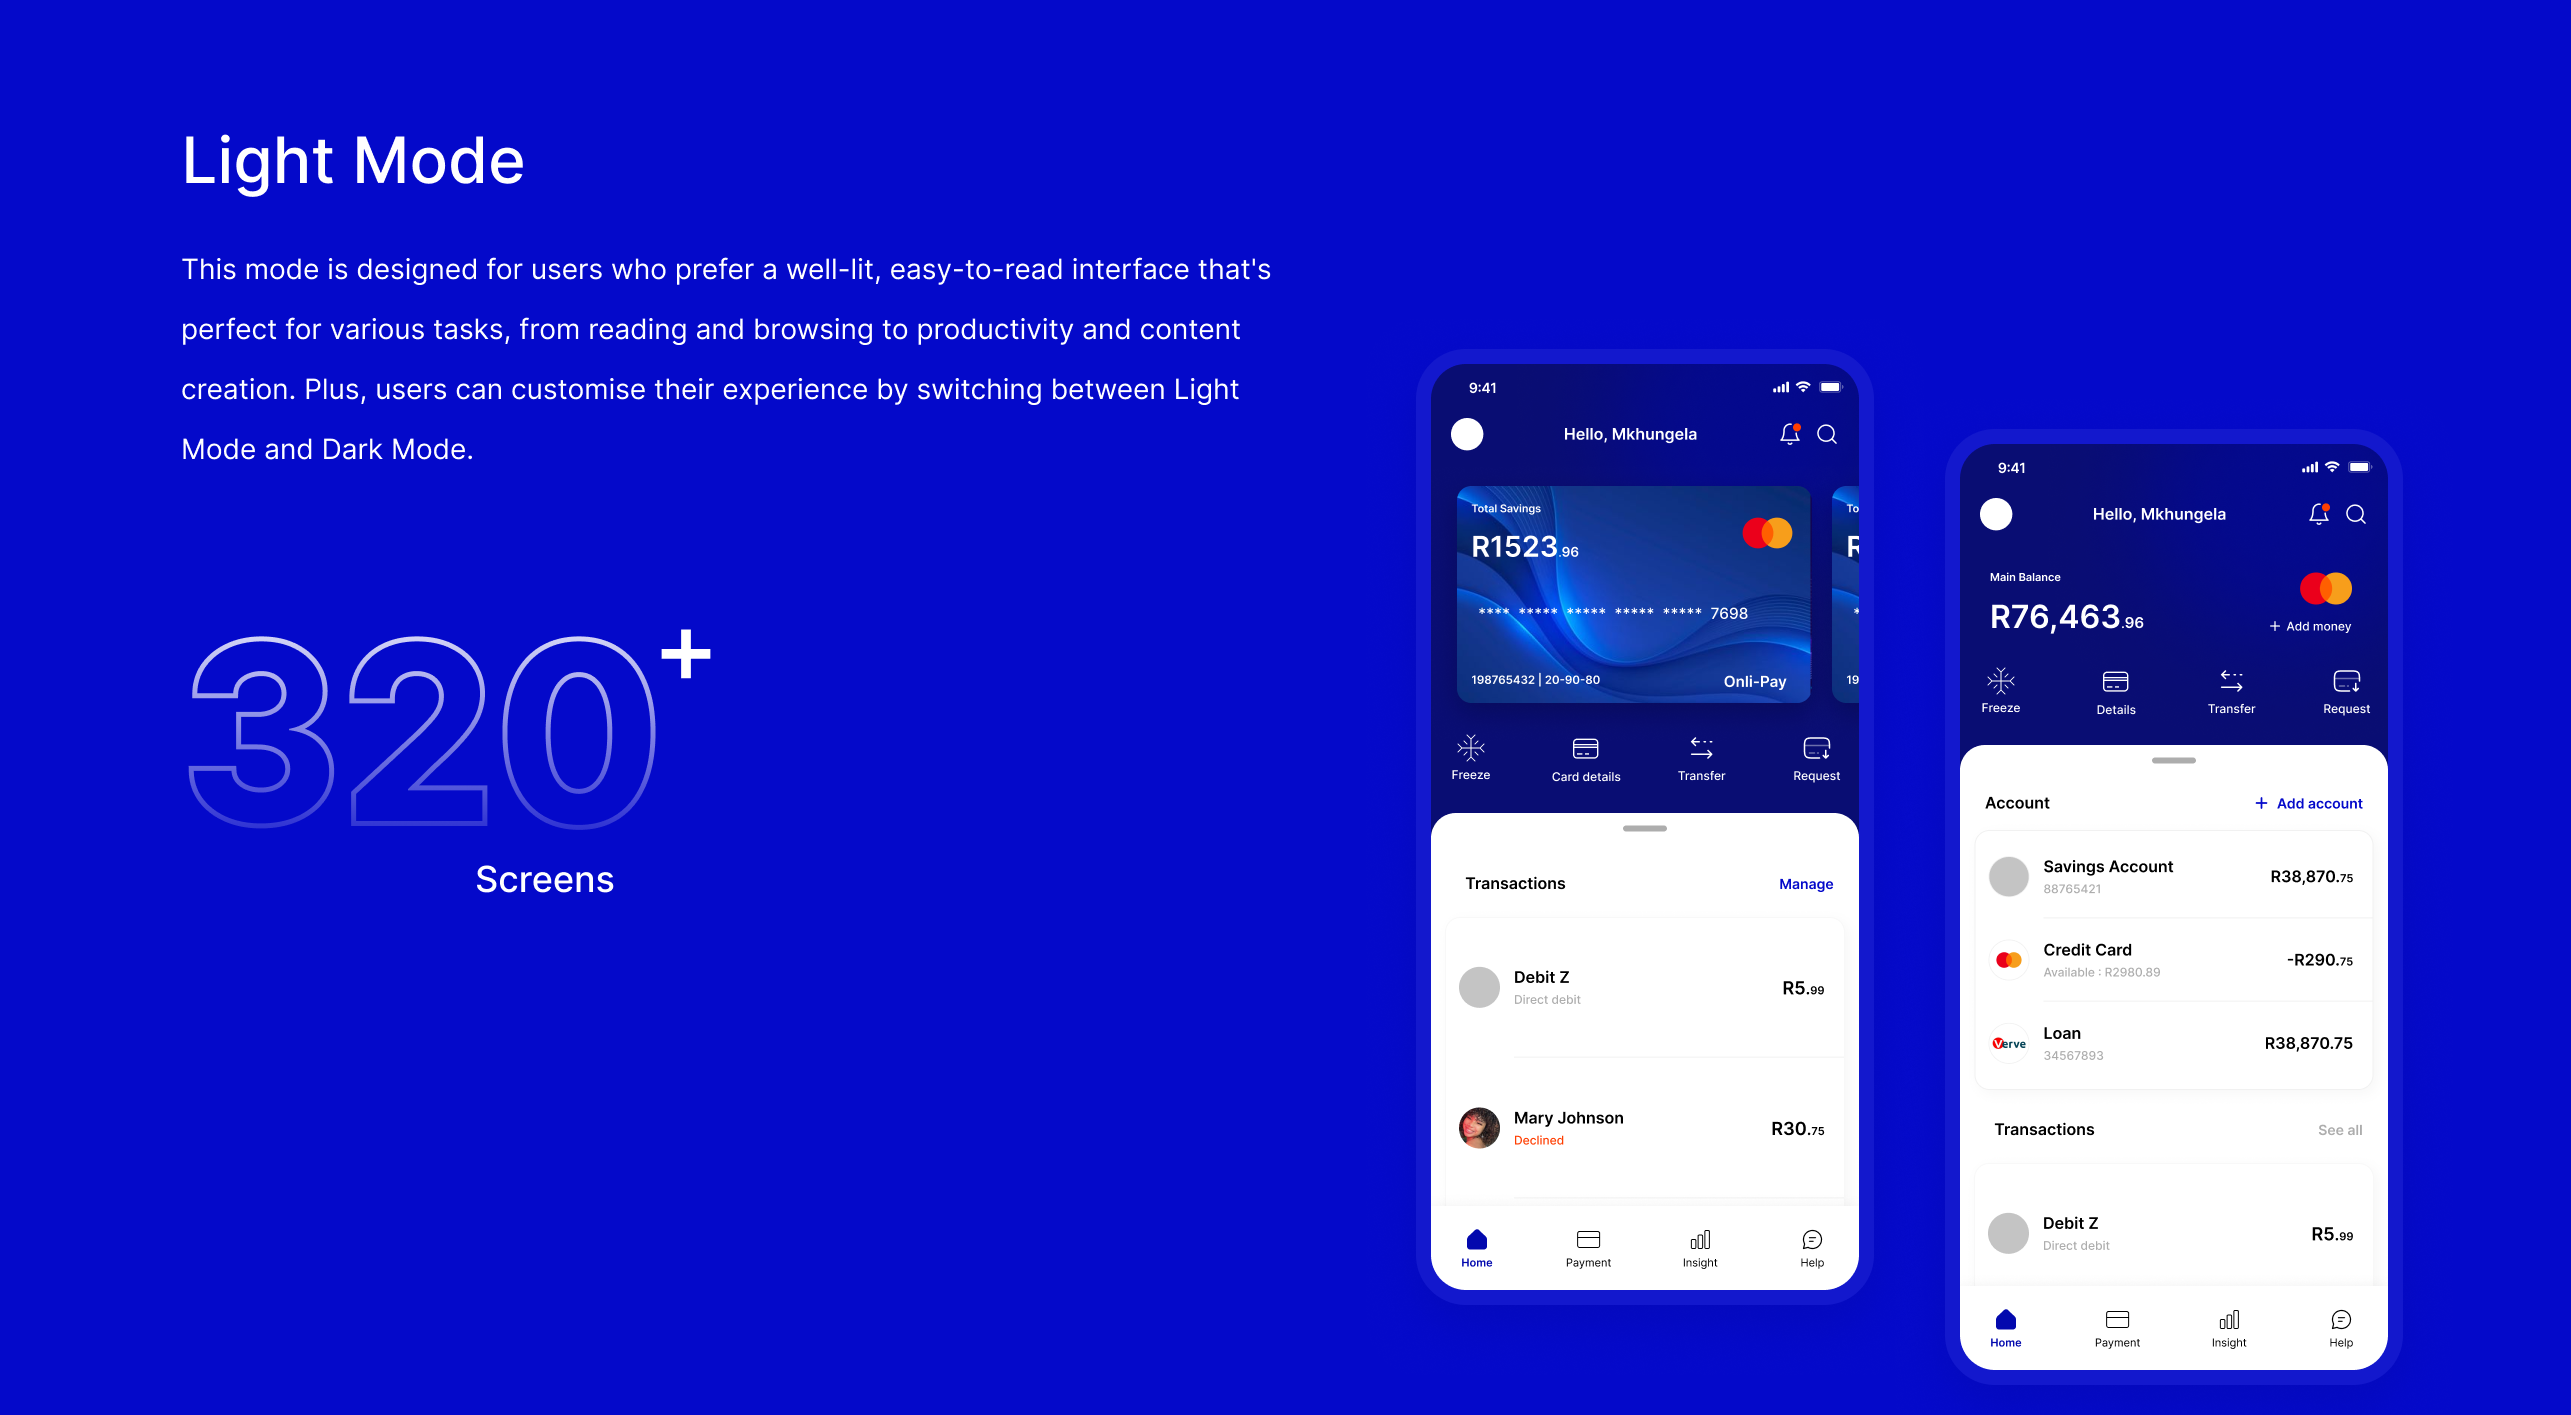 Light Mode
This mode is designed for users who prefer a well-lit, easy-to-read interface that's
perfect for various tasks, from reading and browsing to productivity and content
creation. Plus, users can customise their experience by switching between Light
Mode and Dark Mode.
320+
Screens
9:41
Hello, Mkhungela
Total Savings
R1523.96
**** ***** ***** ***** ***** 7698
198765432 | 20-90-80
Onli-Pay
To
R
*
19
Freeze
Card details
Transfer
Request
Transactions
Manage
Debit Z
Direct debit
R5.99
Mary Johnson
Declined
R30.75
Home
Payment
Insight
Help
9:41
Hello, Mkhungela
Main Balance
R76,463.96
+ Add money
Freeze
Details
Transfer
Request
Account
+ Add account
Savings Account
88765421
R38,870.75
Credit Card
Available : R2980.89
-R290.75
Verve
Loan
34567893
R38,870.75
Transactions
See all
Debit Z
Direct debit
R5.99
Home
Payment
Insight
Help